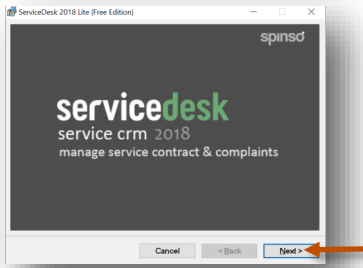 ServiceDesk 2018 Lite (Free Edition)
spinso
servicedesk
service crm 2018
manage service contract & complaints
Cancel
< Back
Next >